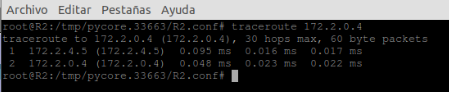 Archivo Editar Pestañas Ayuda
root@R2:/tmp/pycore.33663/R2.conf# traceroute 172.2.0.4
traceroute to 172.2.0.4 (172.2.0.4), 30 hops max, 60 byte packets
1 172.2.4.5 (172.2.4.5) 0.095 ms 0.016 ms 0.017 ms
2 172.2.0.4 (172.2.0.4) 0.048 ms 0.023 ms 0.022 ms
root@R2:/tmp/pycore.33663/R2.conf#